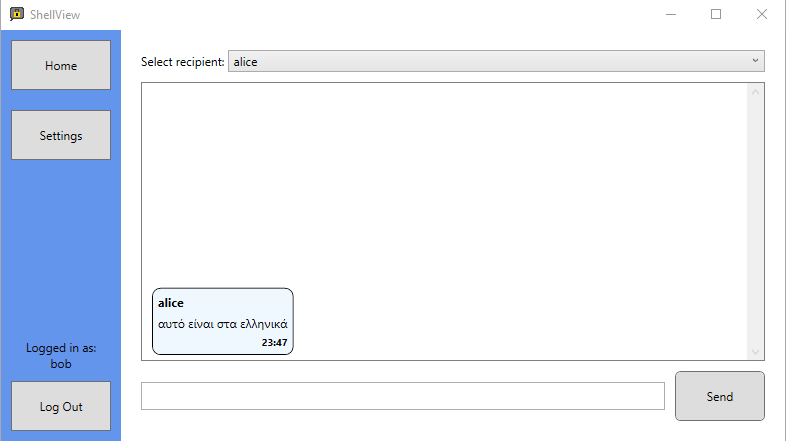 ShellView
Home
Settings
Logged in as:
bob
Log Out
Select recipient: alice
alice
αυτό είναι στα ελληνικά
23:47
Send